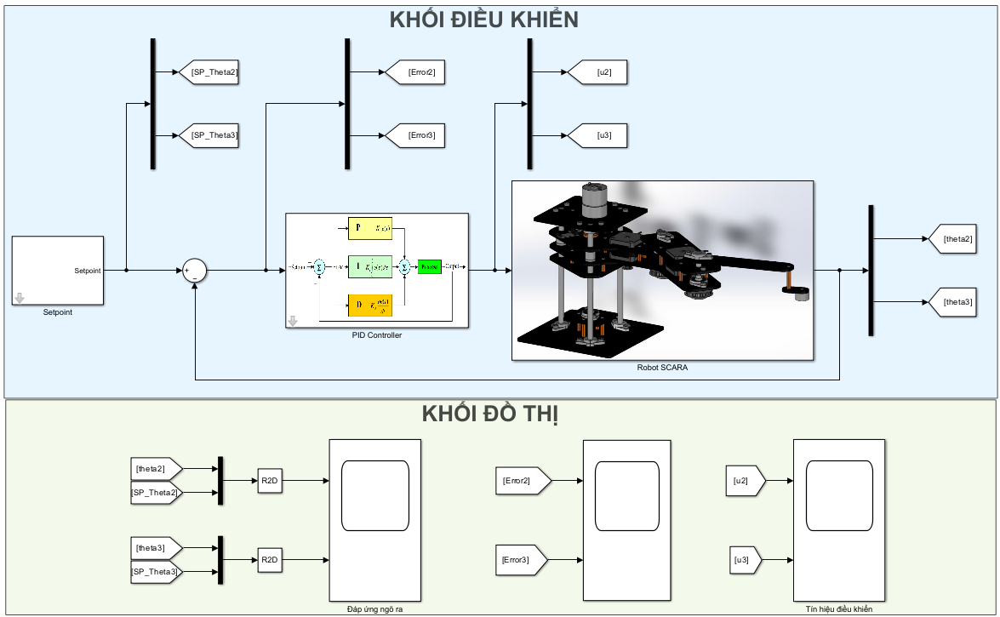 KHỐI ĐIỀU KHIỂN
[SP_Theta2]
[Error2]
[u2]
[SP_Theta3]
[Error3]
[u3]
Setpoint
Setpoint
+
−
P
I
D
Σ
Σ
Process
Output
PID Controller
Robot SCARA
[theta2]
[theta3]
KHỐI ĐỒ THỊ
[theta2]
[SP_Theta2]
R2D
[theta3]
[SP_Theta3]
R2D
Đáp ứng ngõ ra
[Error2]
[Error3]
[u2]
[u3]
Tín hiệu điều khiển